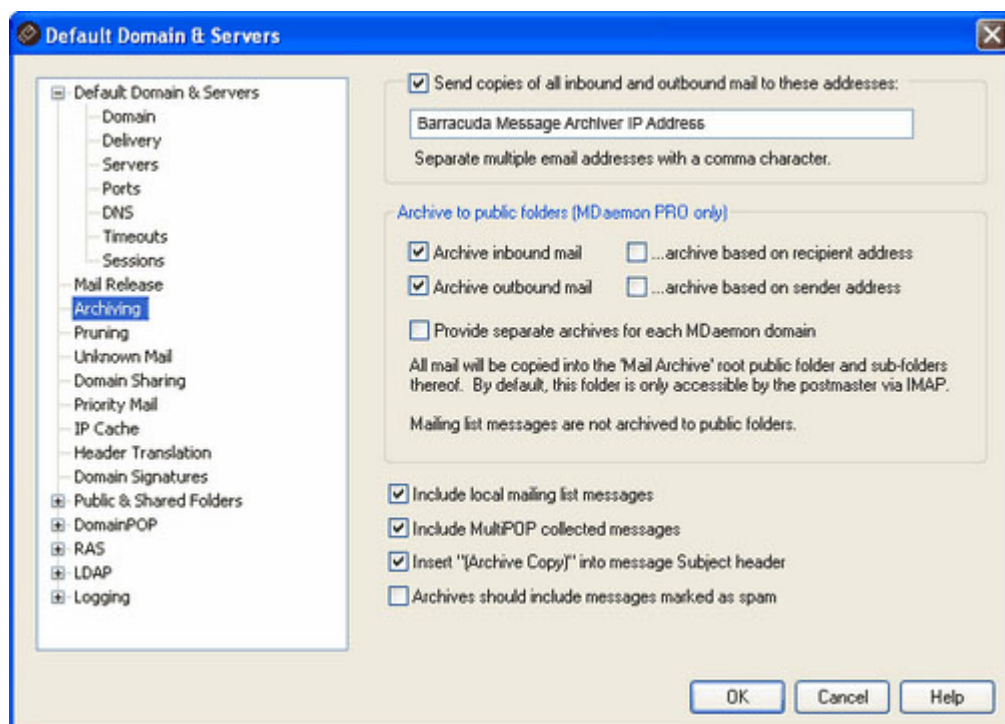 Default Domain & Servers
Default Domain & Servers
Domain
Delivery
Servers
Ports
DNS
Timeouts
Sessions
Mail Release
Archiving
Pruning
Unknown Mail
Domain Sharing
Priority Mail
IP Cache
Header Translation
Domain Signatures
Public & Shared Folders
DomainPOP
RAS
LDAP
Logging
Send copies of all inbound and outbound mail to these addresses:
Barracuda Message Archiver IP Address
Separate multiple email addresses with a comma character.
Archive to public folders (MDaemon PRO only)
Archive inbound mail ...archive based on recipient address
Archive outbound mail ...archive based on sender address
Provide separate archives for each MDaemon domain
All mail will be copied into the 'Mail Archive' root public folder and sub-folders
thereof. By default, this folder is only accessible by the postmaster via IMAP.
Mailing list messages are not archived to public folders.
Include local mailing list messages
Include MultiPOP collected messages
Insert "(Archive Copy)" into message Subject header
Archives should include messages marked as spam
OK Cancel Help